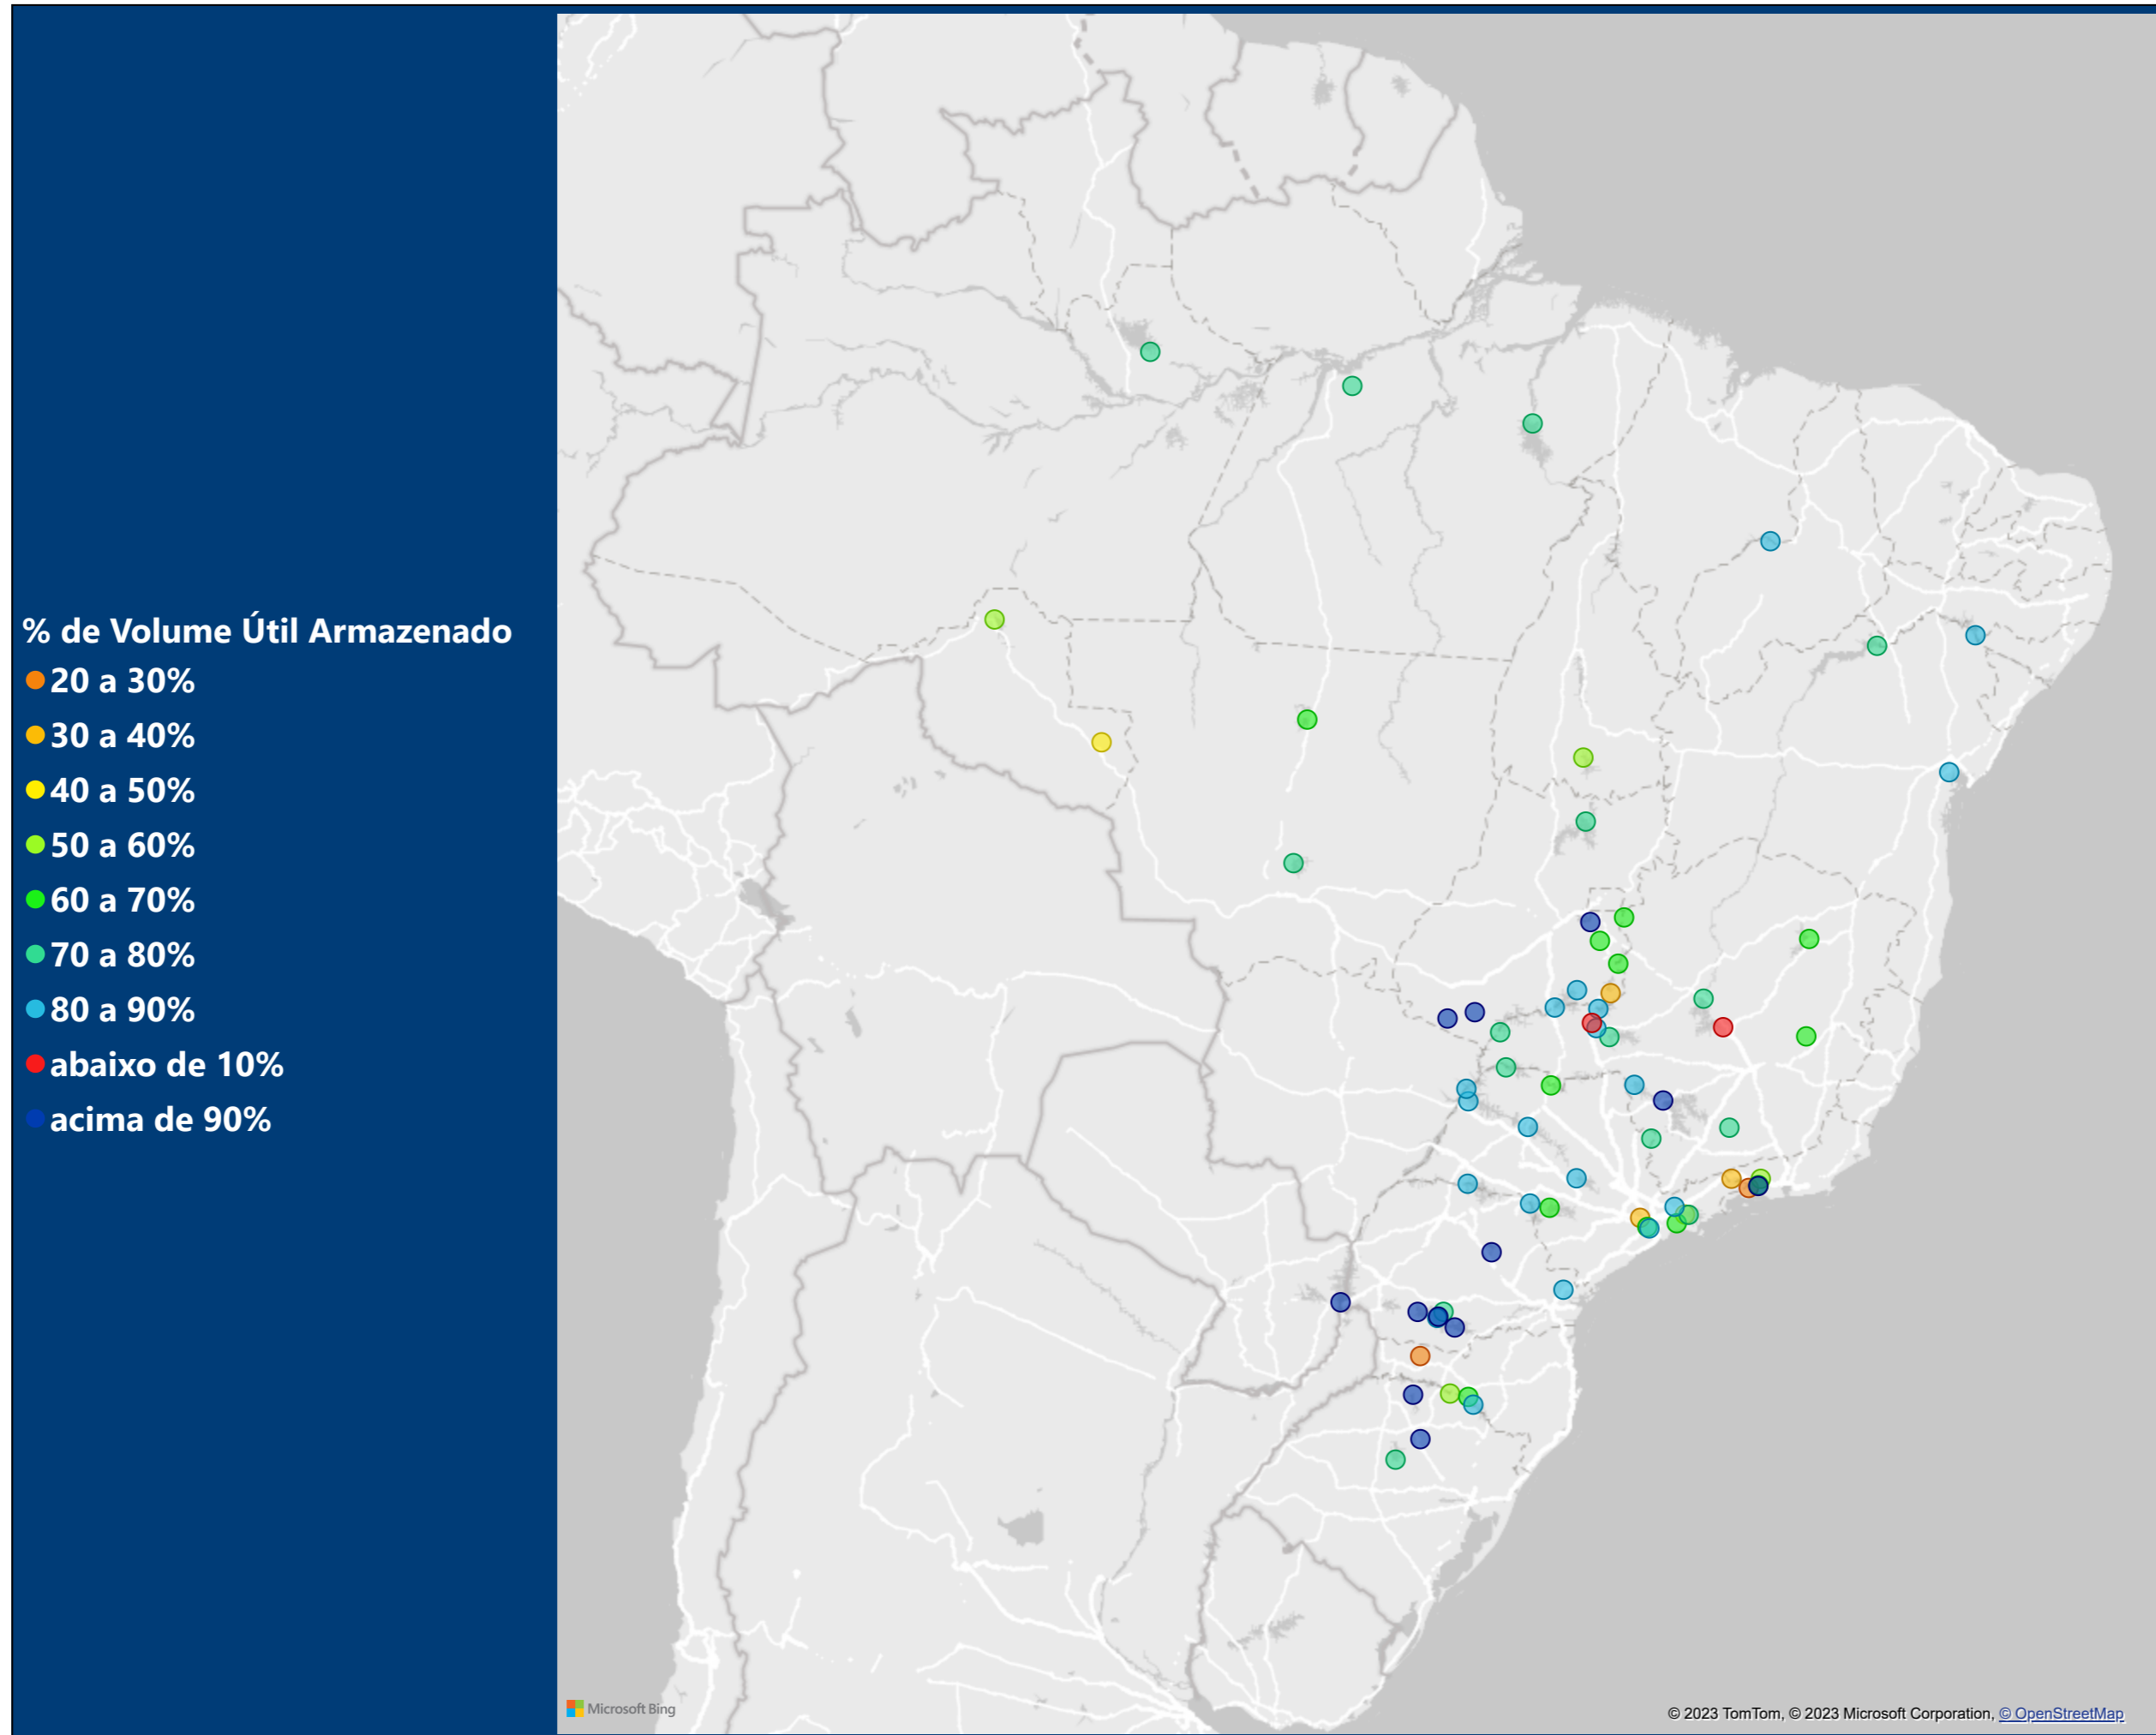 % de Volume Útil Armazenado
20 a 30%
30 a 40%
40 a 50%
50 a 60%
60 a 70%
70 a 80%
80 a 90%
abaixo de 10%
acima de 90%
Microsoft Bing
© 2023 TomTom, © 2023 Microsoft Corporation, © OpenStreetMap